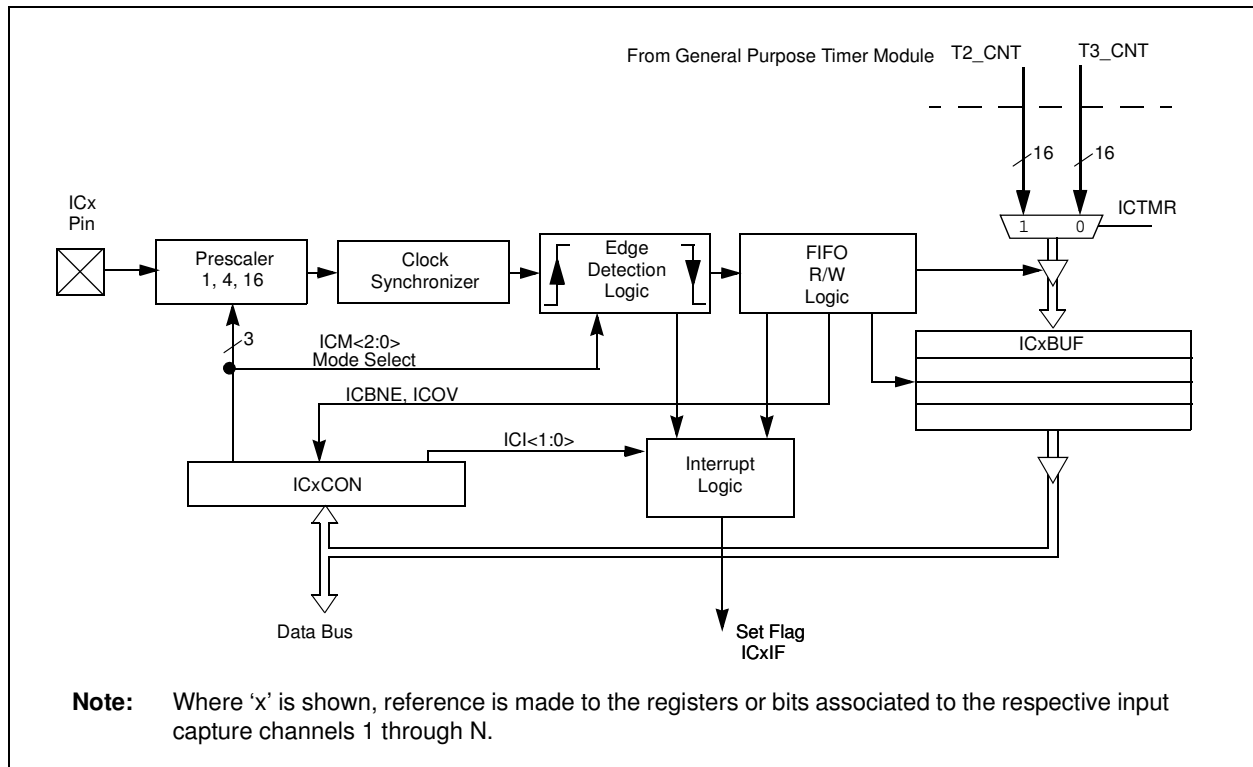 From General Purpose Timer Module
T2_CNT
T3_CNT
16
16
ICx
Pin
1
0
ICTMR
Prescaler
1, 4, 16
Clock
Synchronizer
Edge
Detection
Logic
FIFO
R/W
Logic
3
ICM<2:0>
Mode Select
ICxBUF
ICBNE, ICOV
ICI<1:0>
ICxCON
Interrupt
Logic
Data Bus
Set Flag
ICxIF
Note: Where ‘x’ is shown, reference is made to the registers or bits associated to the respective input
capture channels 1 through N.